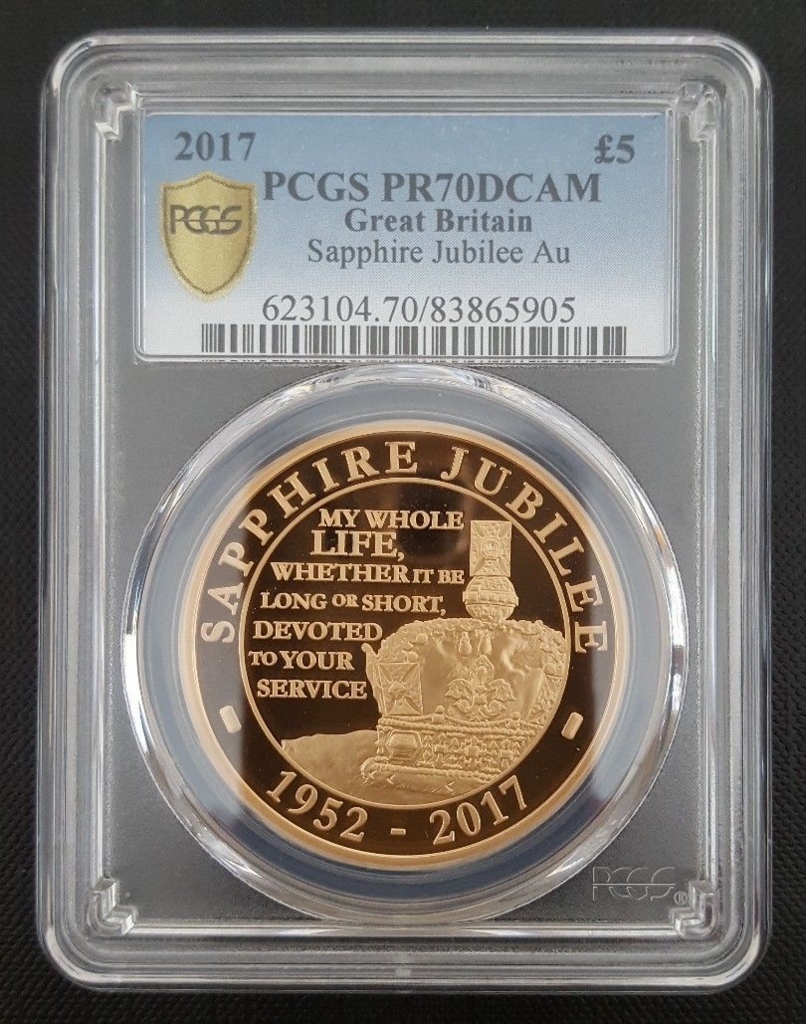 2017 £5
PCGS PCGS PR70DCAM
Great Britain
Sapphire Jubilee Au
623104.70/83865905
SAPPHIRE JUBILEE
MY WHOLE
LIFE,
WHETHER IT BE
LONG OR SHORT,
DEVOTED
TO YOUR
SERVICE
1952 - 2017
PCGS®